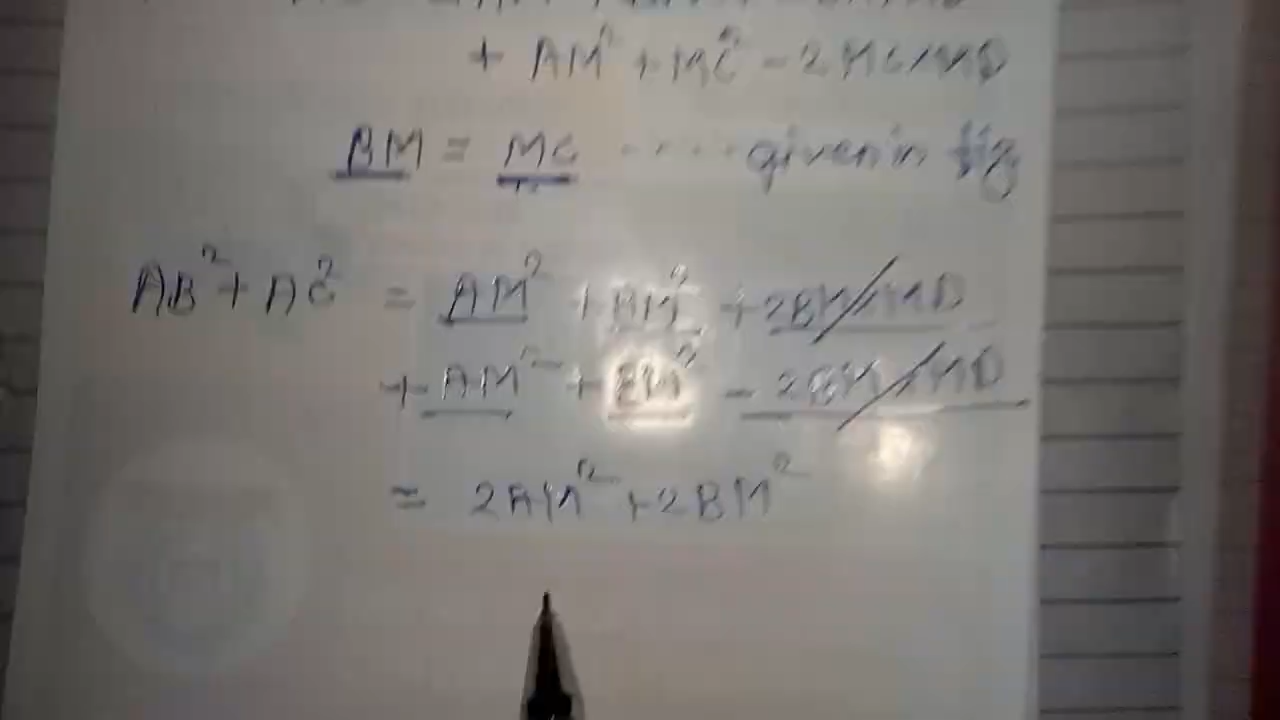 + AM² + MC² - 2MC×MD
BM = MC ..... given in fig
AB² + AC² = AM² + BM² + 2BM×MD
+ AM² + BM² - 2BM×MD
= 2AM² + 2BM²